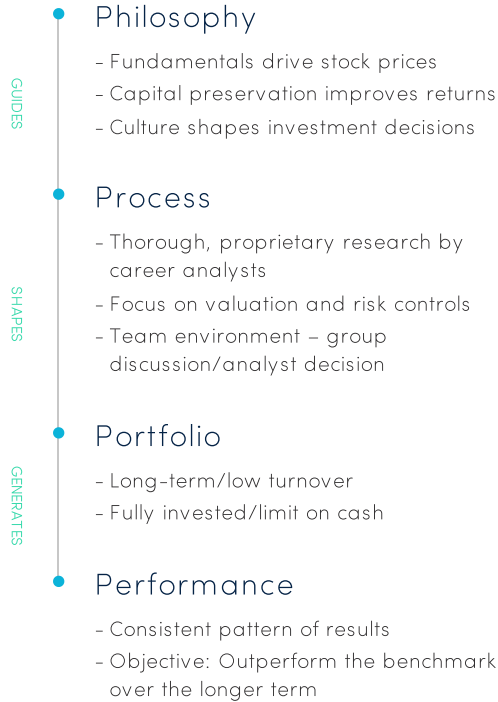 Philosophy
- Fundamentals drive stock prices
- Capital preservation improves returns
- Culture shapes investment decisions
GUIDES
Process
- Thorough, proprietary research by
career analysts
- Focus on valuation and risk controls
- Team environment – group
discussion/analyst decision
SHAPES
Portfolio
- Long-term/low turnover
- Fully invested/limit on cash
GENERATES
Performance
- Consistent pattern of results
- Objective: Outperform the benchmark
over the longer term